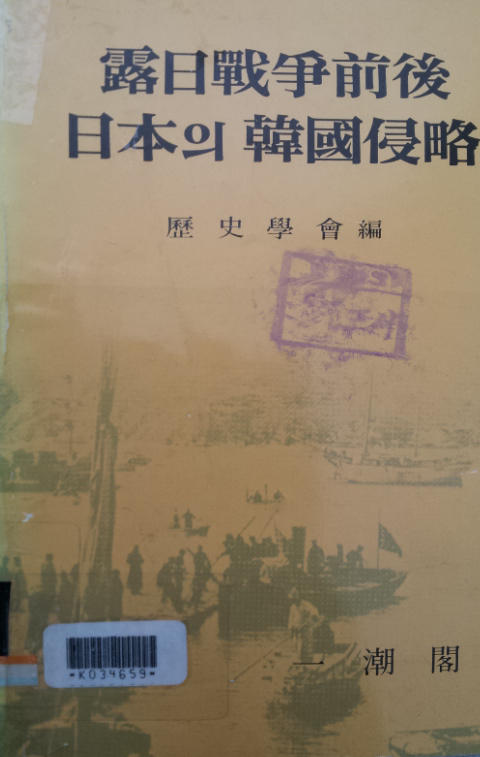 露日戰爭前後
日本의 韓國侵略
歷史學會編
一潮閣
*K034659*